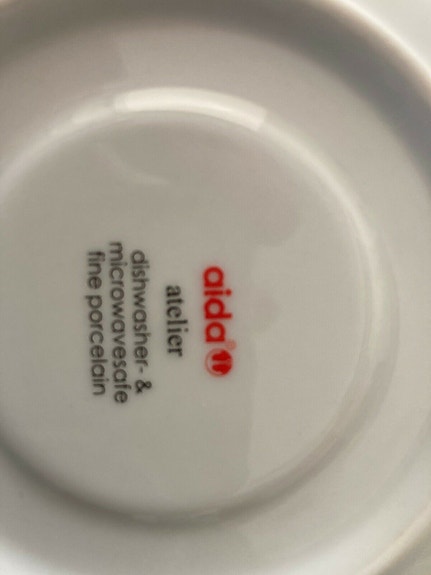 aida
atelier
dishwasher- &
microwavesafe
fine porcelain